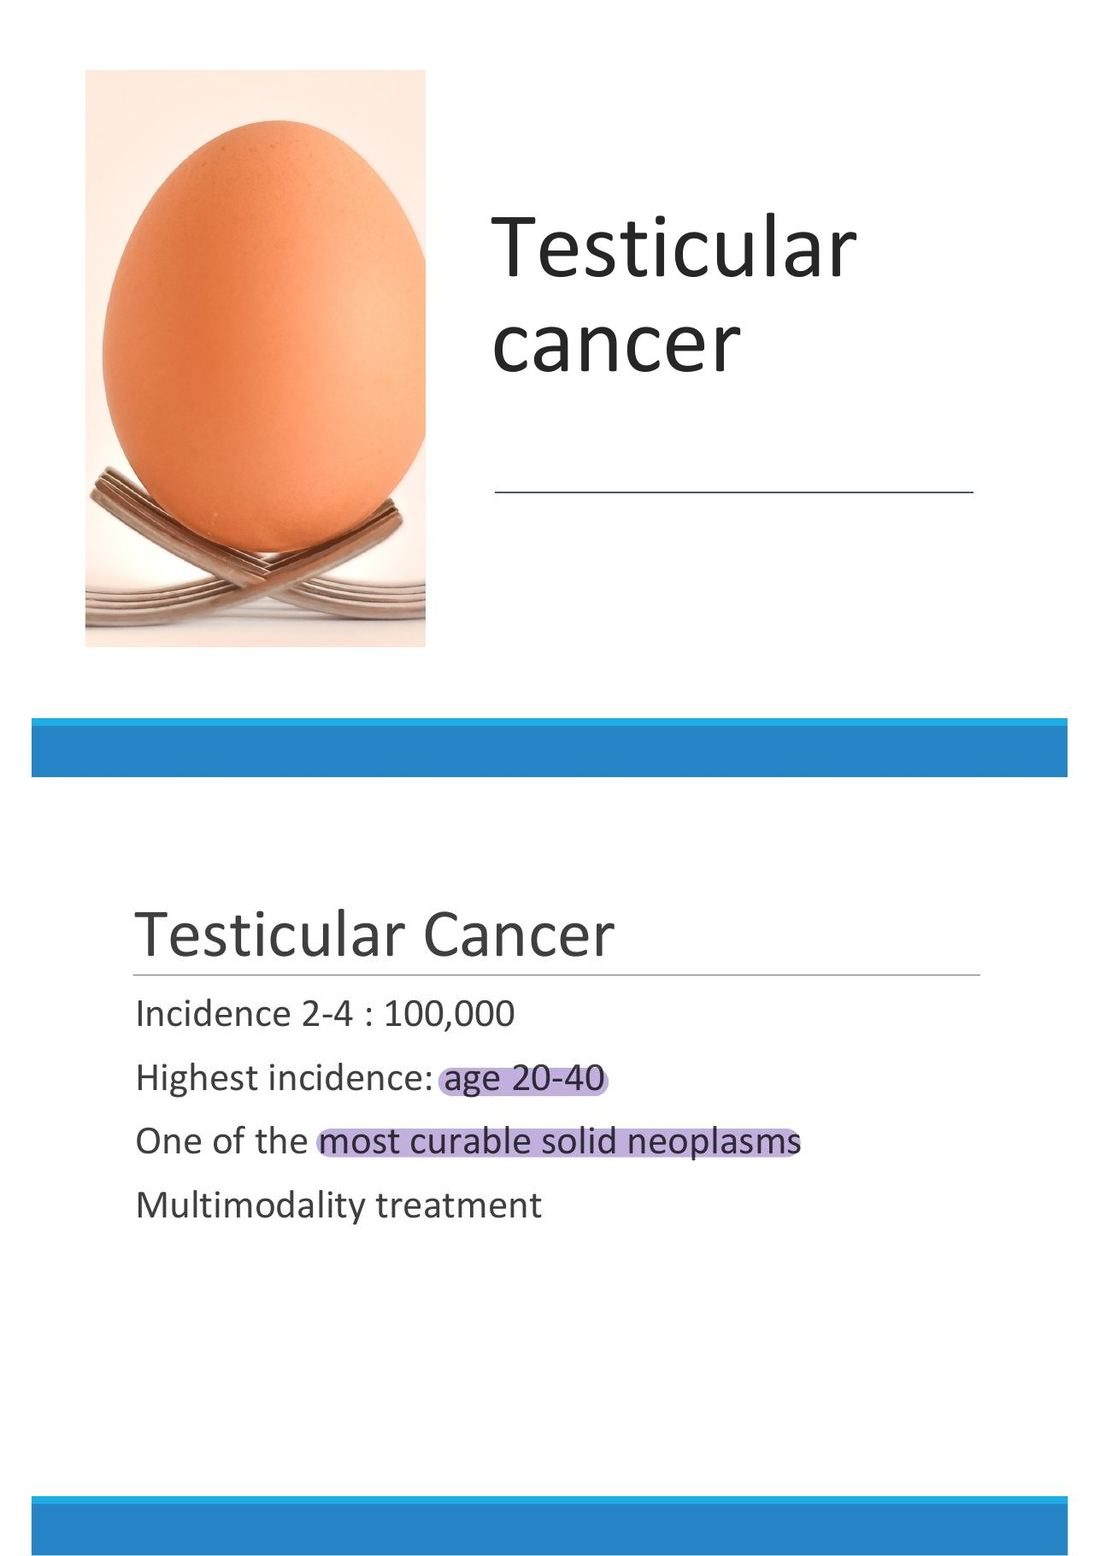 Testicular
cancer
Testicular Cancer
Incidence 2-4 : 100,000
Highest incidence: age 20-40
One of the most curable solid neoplasms
Multimodality treatment